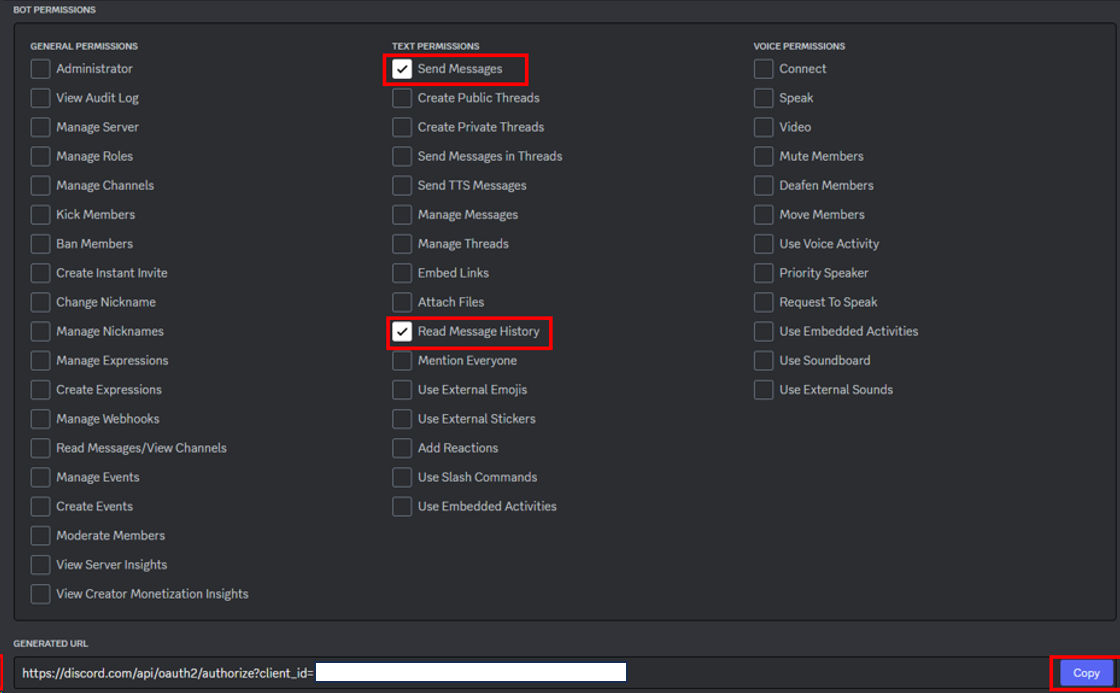 BOT PERMISSIONS
GENERAL PERMISSIONS
Administrator
View Audit Log
Manage Server
Manage Roles
Manage Channels
Kick Members
Ban Members
Create Instant Invite
Change Nickname
Manage Nicknames
Manage Expressions
Create Expressions
Manage Webhooks
Read Messages/View Channels
Manage Events
Create Events
Moderate Members
View Server Insights
View Creator Monetization Insights
TEXT PERMISSIONS
Send Messages
Create Public Threads
Create Private Threads
Send Messages in Threads
Send TTS Messages
Manage Messages
Manage Threads
Embed Links
Attach Files
Read Message History
Mention Everyone
Use External Emojis
Use External Stickers
Add Reactions
Use Slash Commands
Use Embedded Activities
VOICE PERMISSIONS
Connect
Speak
Video
Mute Members
Deafen Members
Move Members
Use Voice Activity
Priority Speaker
Request To Speak
Use Embedded Activities
Use Soundboard
Use External Sounds
GENERATED URL
https://discord.com/api/oauth2/authorize?client_id=
Copy